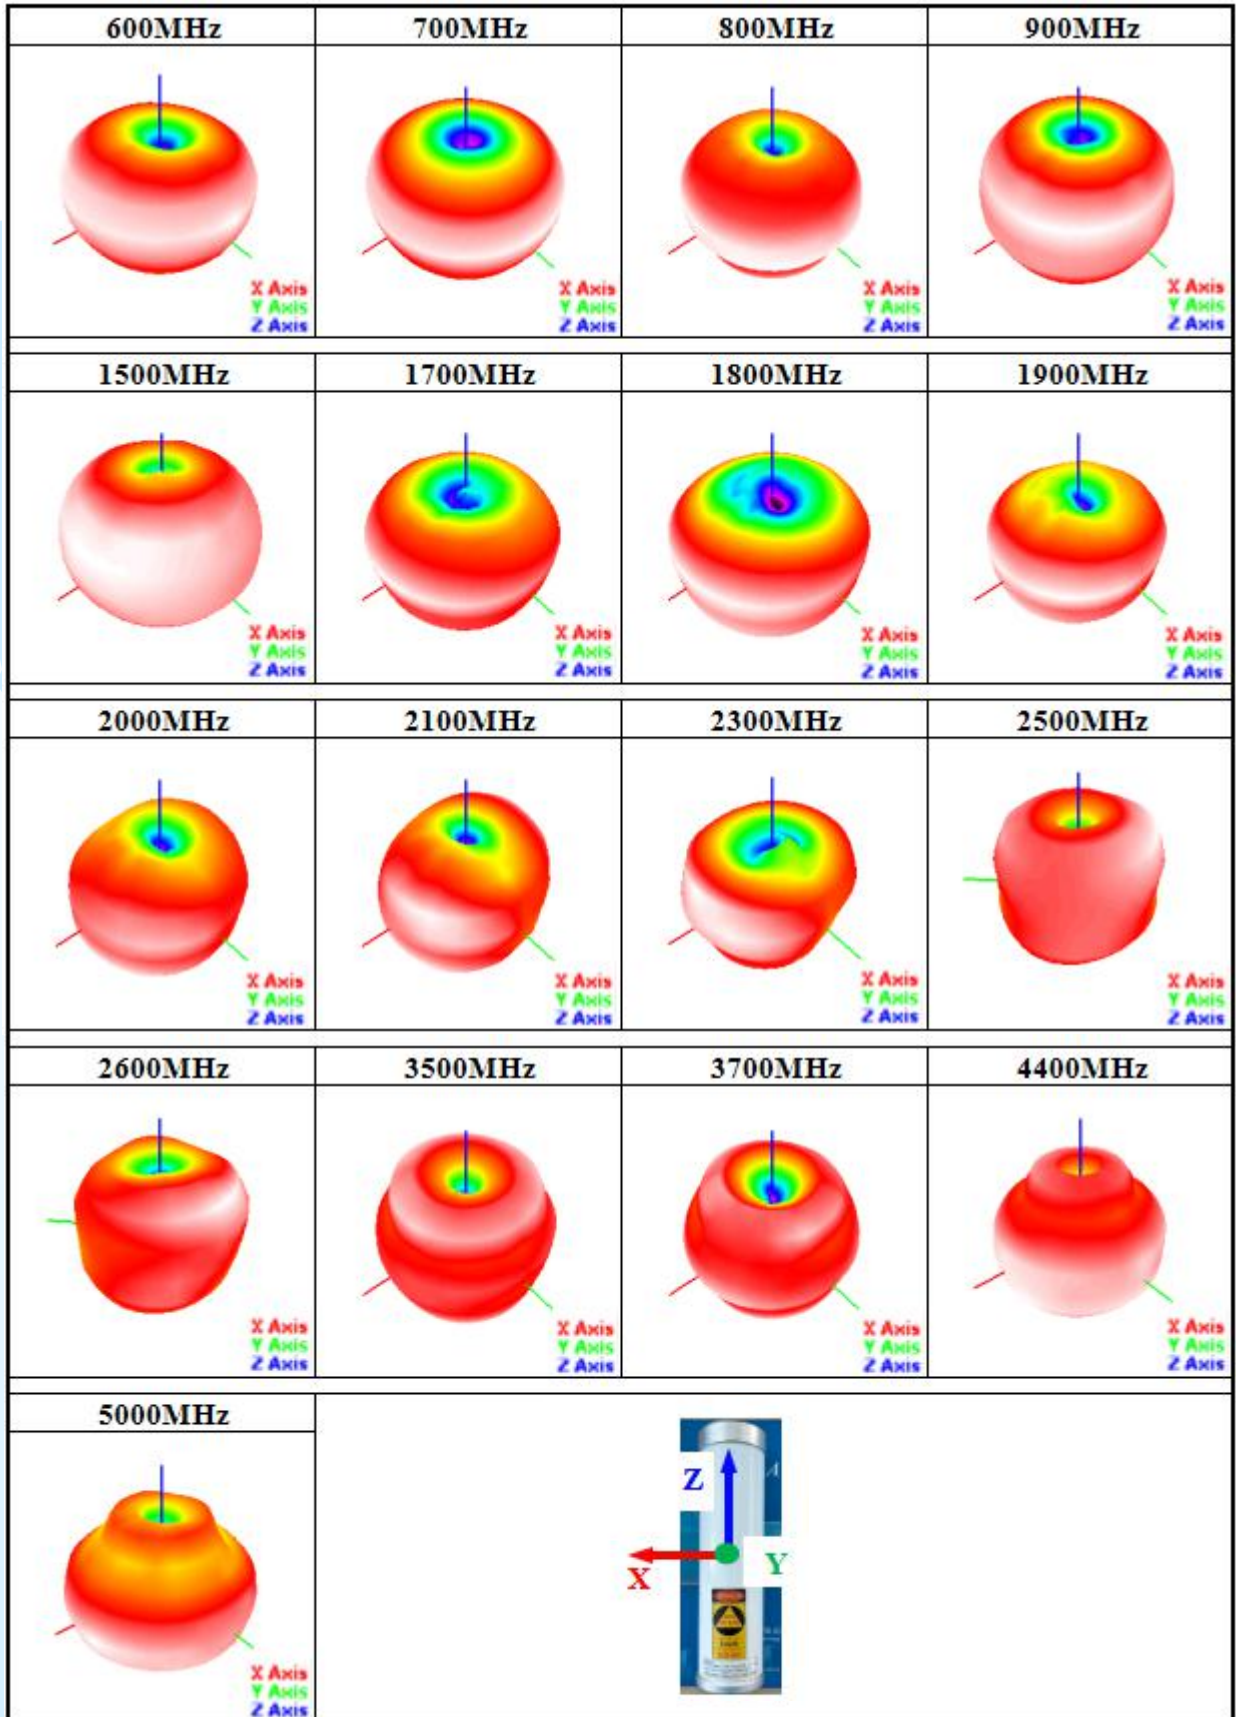 600MHz 700MHz 800MHz 900MHz
X Axis X Axis X Axis X Axis
Y Axis Y Axis Y Axis Y Axis
Z Axis Z Axis Z Axis Z Axis
1500MHz 1700MHz 1800MHz 1900MHz
X Axis X Axis X Axis X Axis
Y Axis Y Axis Y Axis Y Axis
Z Axis Z Axis Z Axis Z Axis
2000MHz 2100MHz 2300MHz 2500MHz
X Axis X Axis X Axis X Axis
Y Axis Y Axis Y Axis Y Axis
Z Axis Z Axis Z Axis Z Axis
2600MHz 3500MHz 3700MHz 4400MHz
X Axis X Axis X Axis X Axis
Y Axis Y Axis Y Axis Y Axis
Z Axis Z Axis Z Axis Z Axis
5000MHz
Z
X Y
X Axis
Y Axis
Z Axis